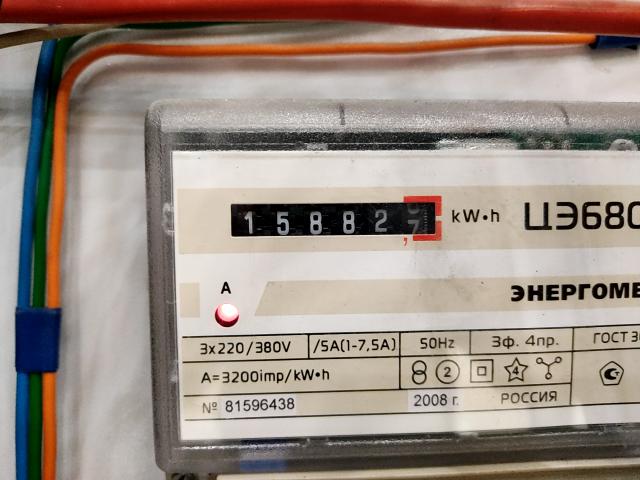 15882,7 kW•h ЦЭ680
A
ЭНЕРГОМЕ
3x220/380V /5A(1-7,5A) 50Hz 3ф. 4пр. ГОСТ
A=3200imp/kW•h 2 4
№ 81596438 2008 г. РОССИЯ